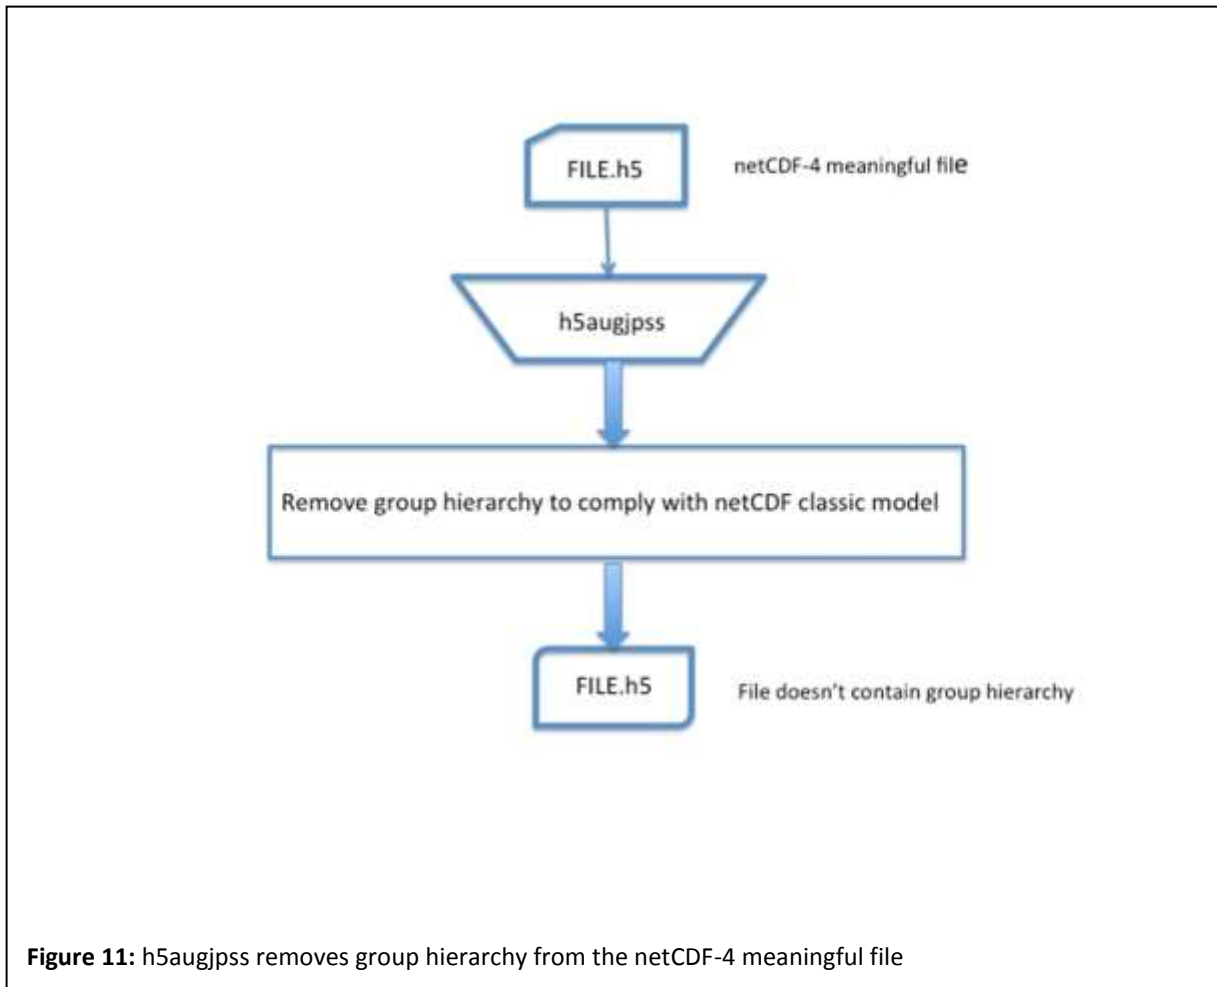 FILE.h5
netCDF-4 meaningful file
h5augjpss
Remove group hierarchy to comply with netCDF classic model
FILE.h5
File doesn't contain group hierarchy
Figure 11: h5augjpss removes group hierarchy from the netCDF-4 meaningful file